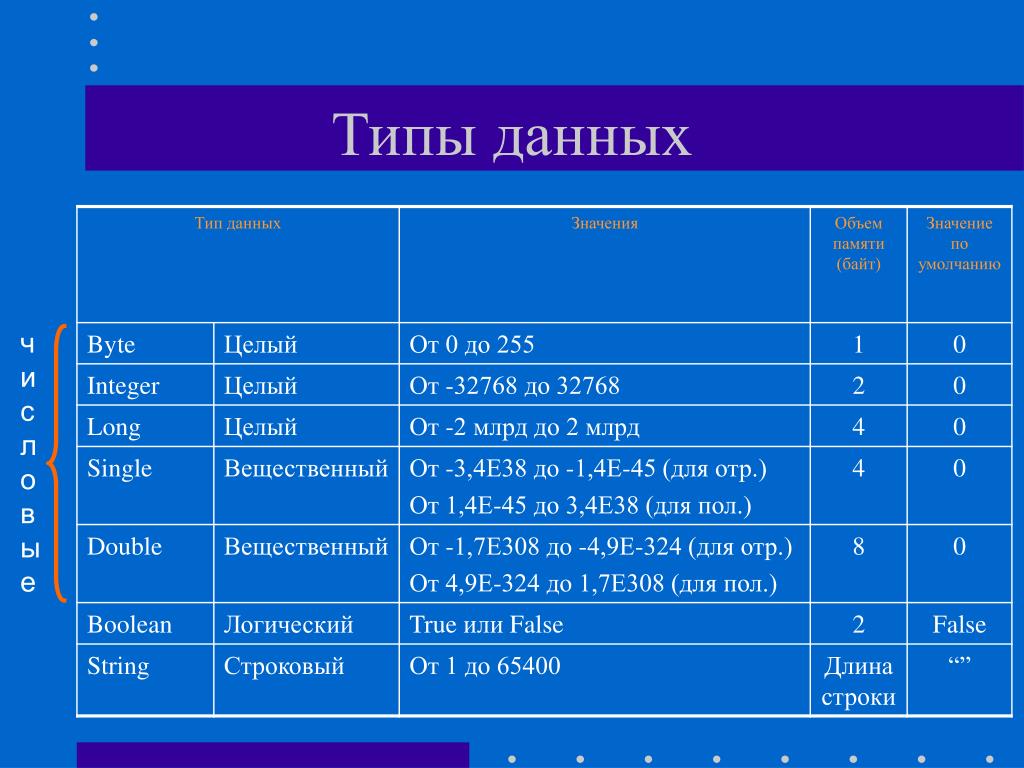 Типы данных
Тип данных
Значения
Объем
памяти
(байт)
Значение
по
умолчанию
числовые
Byte Целый От 0 до 255 1 0
Integer Целый От -32768 до 32768 2 0
Long Целый От -2 млрд до 2 млрд 4 0
Single Вещественный От -3,4E38 до -1,4E-45 (для отр.) 4 0
От 1,4E-45 до 3,4E38 (для пол.)
Double Вещественный От -1,7E308 до -4,9E-324 (для отр.) 8 0
От 4,9E-324 до 1,7E308 (для пол.)
Boolean Логический True или False 2 False
String Строковый От 1 до 65400 Длина “”
строки